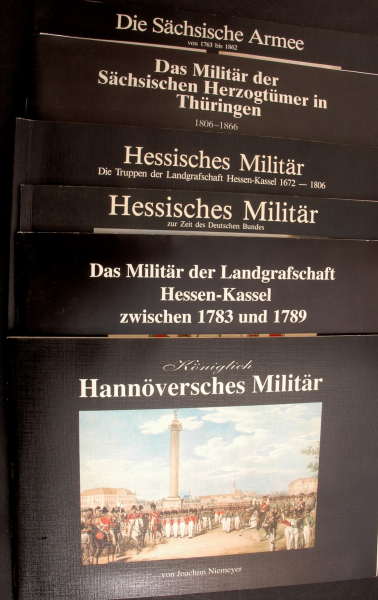 Die Sächsische Armee
von 1763 bis 1862
Das Militär der
Sächsischen Herzogtümer in
Thüringen
1806–1866
Hessisches Militär
Die Truppen der Landgrafschaft Hessen-Kassel 1672 — 1806
Hessisches Militär
zur Zeit des Deutschen Bundes
Das Militär der Landgrafschaft
Hessen-Kassel
zwischen 1783 und 1789
Königlich
Hannöversches Militär
von Joachim Niemeyer